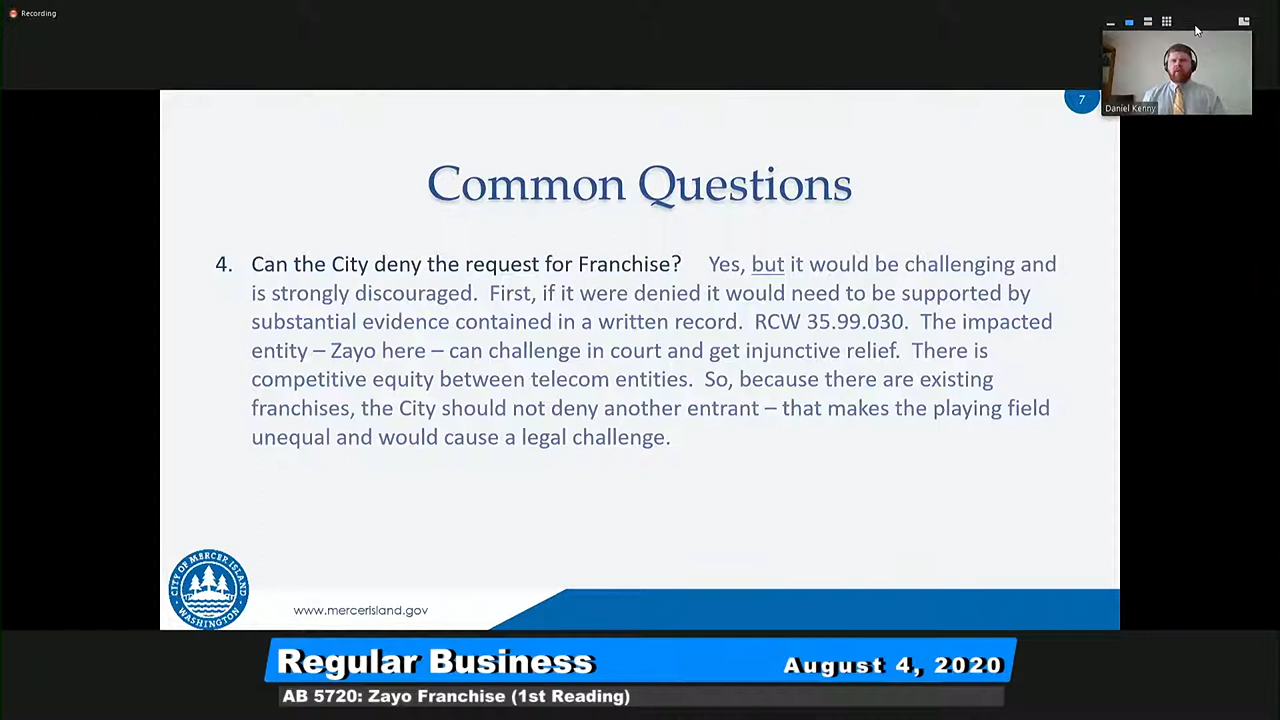 Recording
Daniel Kenny
7
Common Questions
4. Can the City deny the request for Franchise? Yes, but it would be challenging and
is strongly discouraged. First, if it were denied it would need to be supported by
substantial evidence contained in a written record. RCW 35.99.030. The impacted
entity – Zayo here – can challenge in court and get injunctive relief. There is
competitive equity between telecom entities. So, because there are existing
franchises, the City should not deny another entrant – that makes the playing field
unequal and would cause a legal challenge.
CITY OF MERCER ISLAND
WASHINGTON
www.mercerisland.gov
Regular Business August 4, 2020
AB 5720: Zayo Franchise (1st Reading)